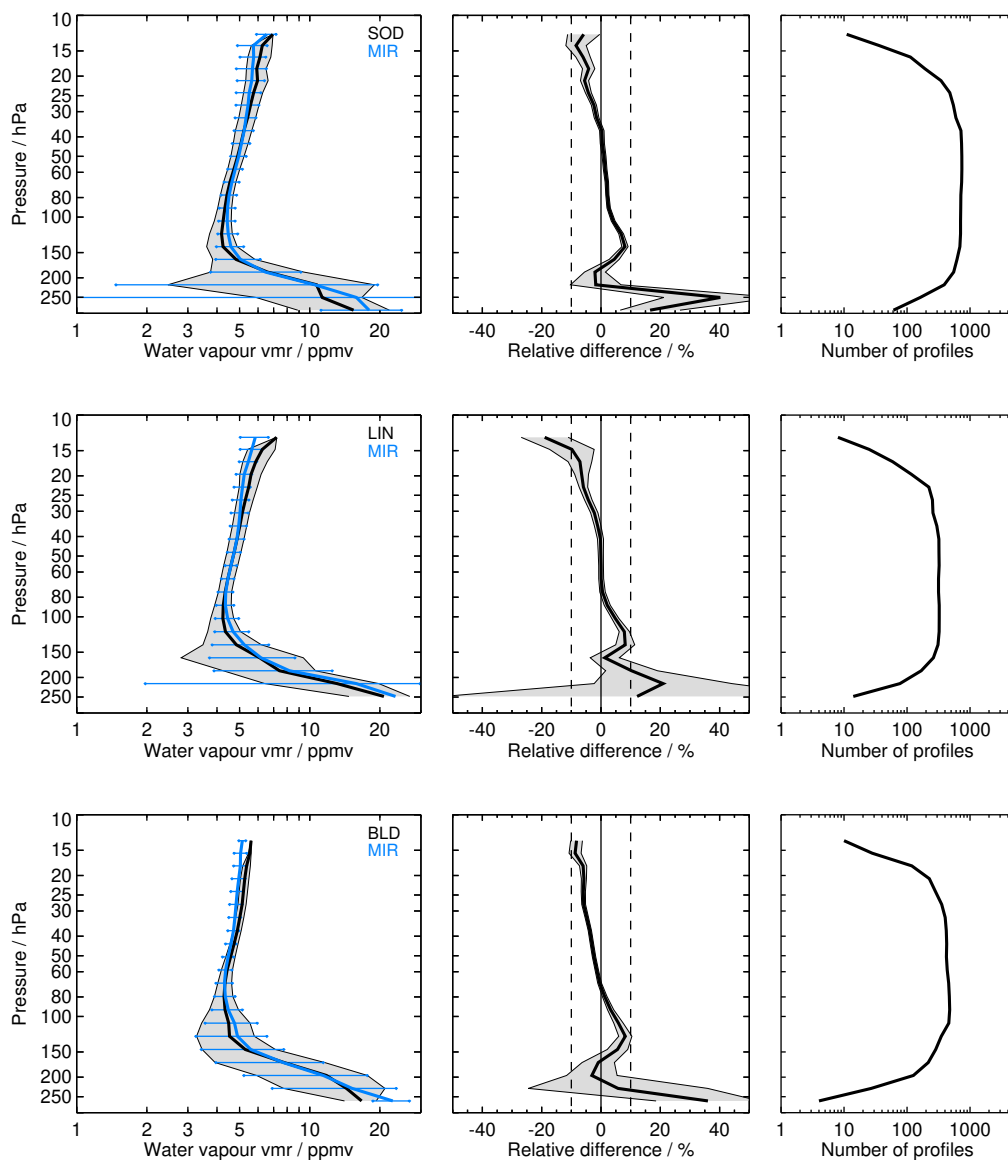 10
15
20
25
30
40
50
60
80
100
150
200
250
Pressure / hPa
SOD
MIR
1 2 3 5 10 20
Water vapour vmr / ppmv
-40 -20 0 20 40
Relative difference / %
1 10 100 1000
Number of profiles
10
15
20
25
30
40
50
60
80
100
150
200
250
Pressure / hPa
LIN
MIR
1 2 3 5 10 20
Water vapour vmr / ppmv
-40 -20 0 20 40
Relative difference / %
1 10 100 1000
Number of profiles
10
15
20
25
30
40
50
60
80
100
150
200
250
Pressure / hPa
BLD
MIR
1 2 3 5 10 20
Water vapour vmr / ppmv
-40 -20 0 20 40
Relative difference / %
1 10 100 1000
Number of profiles